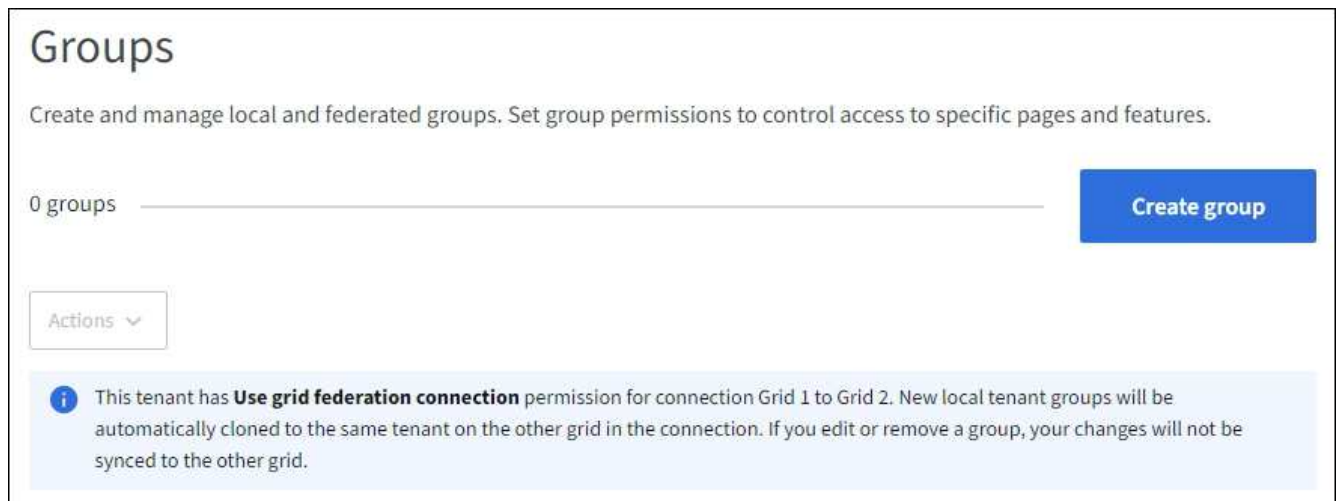 Groups
Create and manage local and federated groups. Set group permissions to control access to specific pages and features.
0 groups
Create group
Actions
This tenant has Use grid federation connection permission for connection Grid 1 to Grid 2. New local tenant groups will be
automatically cloned to the same tenant on the other grid in the connection. If you edit or remove a group, your changes will not be
synced to the other grid.